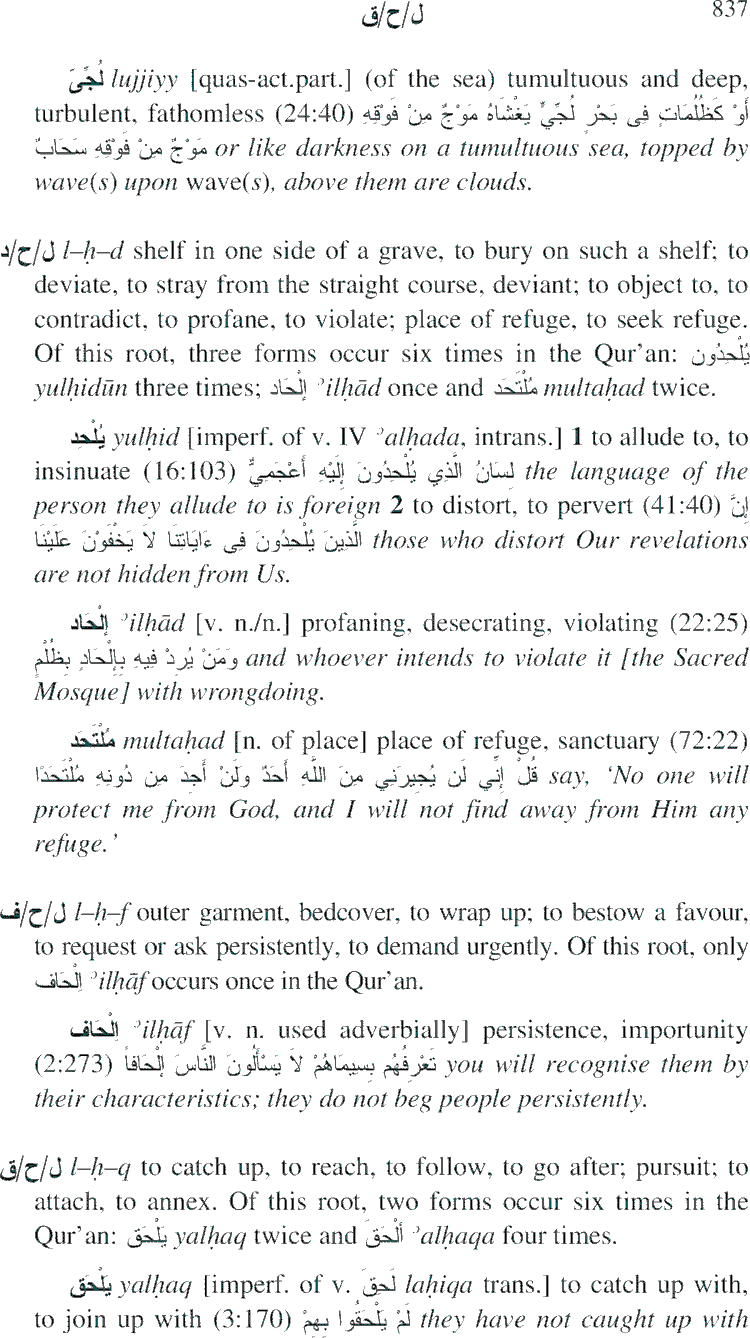 ل/ح/ق 837
لُجِّىّ lujjiyy [quas-act.part.] (of the sea) tumultuous and deep,
turbulent, fathomless (24:40) أَوْ كَظُلُمَاتٍ فِى بَحْرٍ لُجِّيٍّ يَغْشَاهُ مَوْجٌ مِنْ فَوْقِهِ
مَوْجٌ مِنْ فَوْقِهِ سَحَابٌ or like darkness on a tumultuous sea, topped by
wave(s) upon wave(s), above them are clouds.
ل/ح/د l–ḥ–d shelf in one side of a grave, to bury on such a shelf; to
deviate, to stray from the straight course, deviant; to object to, to
contradict, to profane, to violate; place of refuge, to seek refuge.
Of this root, three forms occur six times in the Qur’an: يُلْحِدُون
yulḥidūn three times; إِلْحَاد ʾilḥād once and مُلْتَحَد multaḥad twice.
يُلْحِد yulḥid [imperf. of v. IV ʾalḥada, intrans.] 1 to allude to, to
insinuate (16:103) لِسَانُ الَّذِي يُلْحِدُونَ إِلَيْهِ أَعْجَمِيٌّ the language of the
person they allude to is foreign 2 to distort, to pervert (41:40) إِنَّ
الَّذِينَ يُلْحِدُونَ فِى ءَايَاتِنَا لاَ يَخْفَوْنَ عَلَيْنَا those who distort Our revelations
are not hidden from Us.
إِلْحَاد ʾilḥād [v. n./n.] profaning, desecrating, violating (22:25)
وَمَنْ يُرِدْ فِيهِ بِإِلْحَادٍ بِظُلْمٍ and whoever intends to violate it [the Sacred
Mosque] with wrongdoing.
مُلْتَحَد multaḥad [n. of place] place of refuge, sanctuary (72:22)
قُلْ إِنِّي لَن يُجِيرَنِي مِنَ اللَّهِ أَحَدٌ وَلَنْ أَجِدَ مِن دُونِهِ مُلْتَحَدًا say, ‘No one will
protect me from God, and I will not find away from Him any
refuge.’
ل/ح/ف l–ḥ–f outer garment, bedcover, to wrap up; to bestow a favour,
to request or ask persistently, to demand urgently. Of this root, only
إِلْحَاف ʾilḥāf occurs once in the Qur’an.
إِلْحَاف ʾilḥāf [v. n. used adverbially] persistence, importunity
(2:273) تَعْرِفُهُم بِسِيمَاهُمْ لاَ يَسْأَلُونَ النَّاسَ إِلْحَافاً you will recognise them by
their characteristics; they do not beg people persistently.
ل/ح/ق l–ḥ–q to catch up, to reach, to follow, to go after; pursuit; to
attach, to annex. Of this root, two forms occur six times in the
Qur’an: يَلْحَق yalḥaq twice and أَلْحَقَ ʾalḥaqa four times.
يَلْحَق yalḥaq [imperf. of v. لَحِقَ laḥiqa trans.] to catch up with,
to join up with (3:170) لَمْ يَلْحَقُوا بِهِمْ they have not caught up with